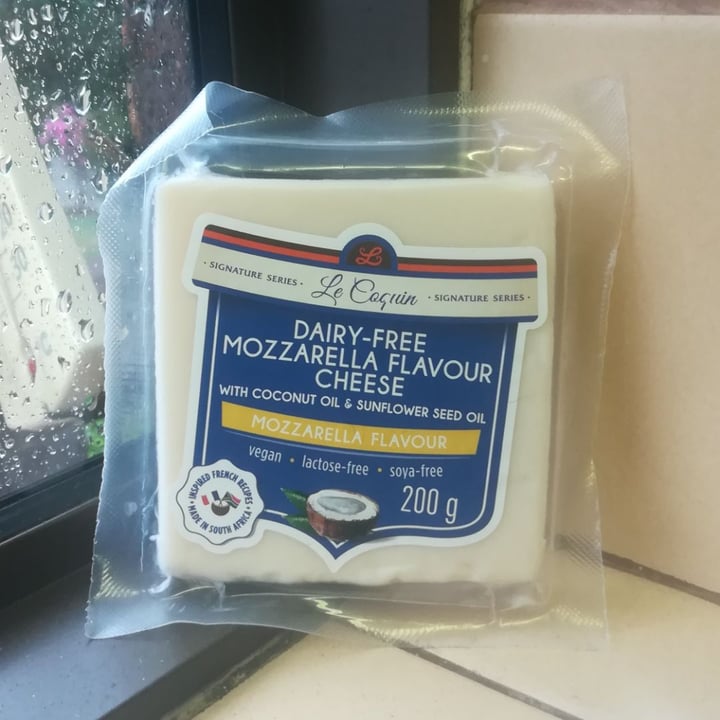 L
· SIGNATURE SERIES ·
Le Coquin
· SIGNATURE SERIES ·
DAIRY-FREE
MOZZARELLA FLAVOUR
CHEESE
WITH COCONUT OIL & SUNFLOWER SEED OIL
MOZZARELLA FLAVOUR
vegan • lactose-free • soya-free
200 g
INSPIRED FRENCH RECIPES
• MADE IN SOUTH AFRICA •